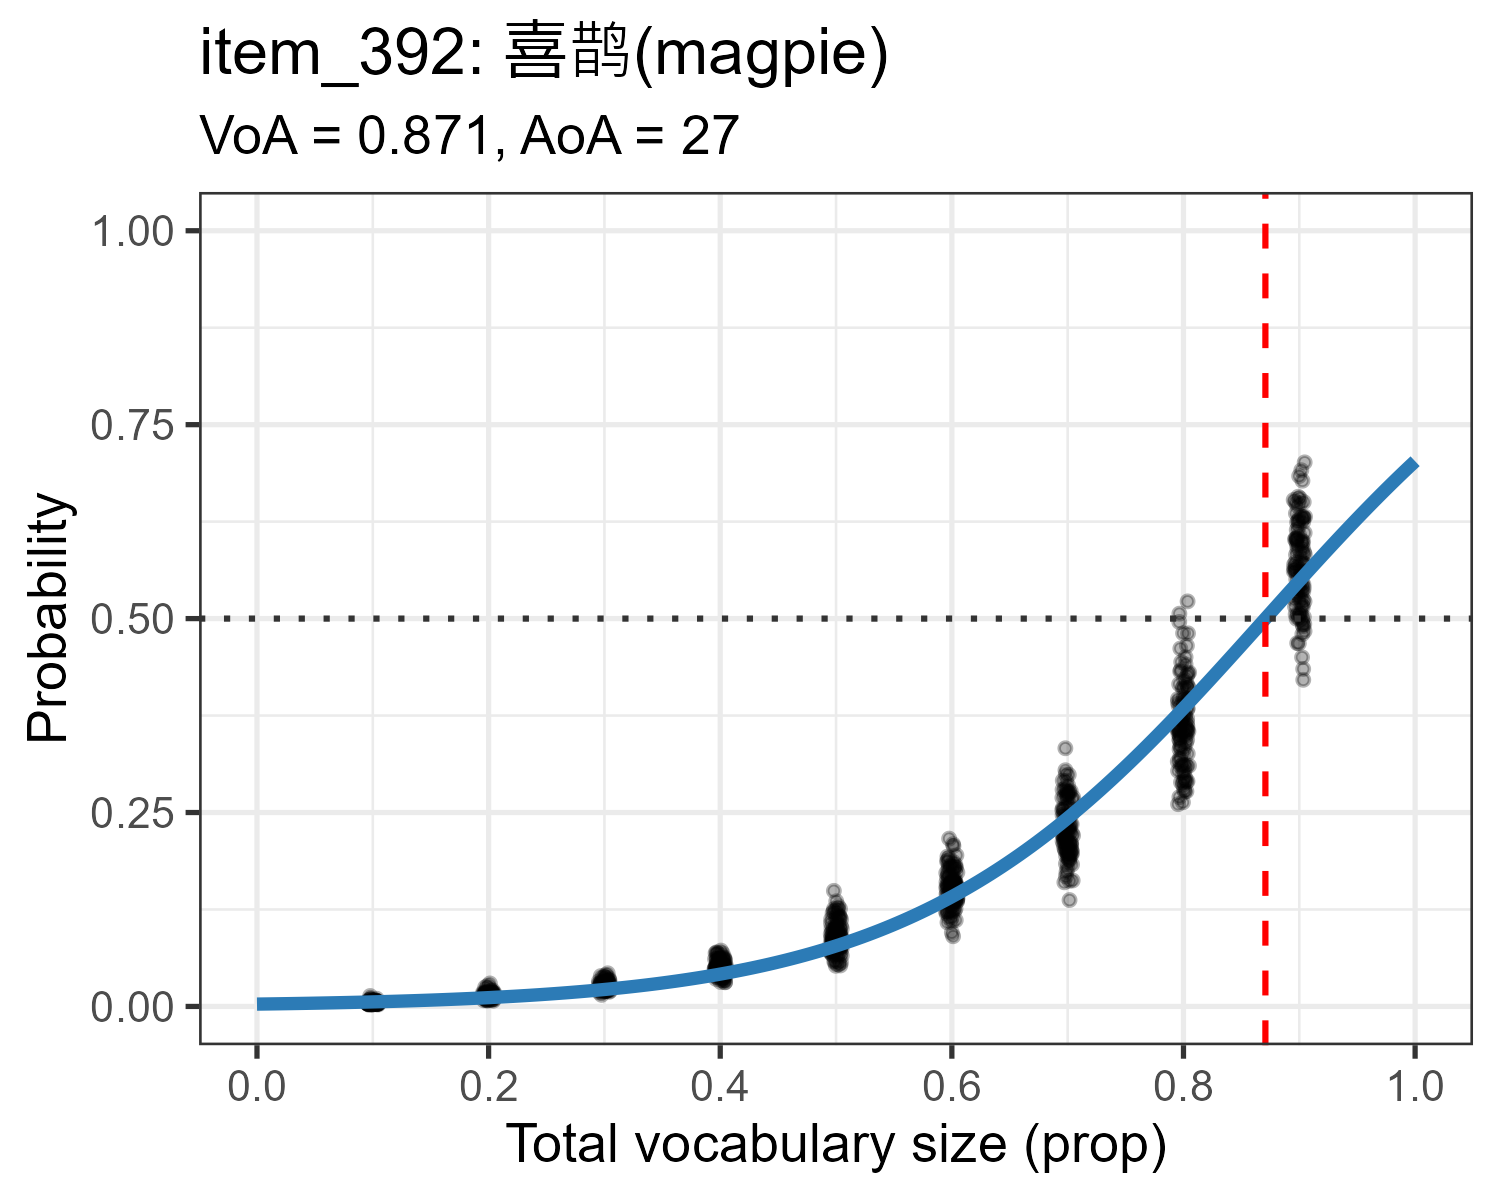 item_392: 喜鹊(magpie)
VoA = 0.871, AoA = 27
1.00
0.75
0.50
0.25
0.00
Probability
0.0 0.2 0.4 0.6 0.8 1.0
Total vocabulary size (prop)